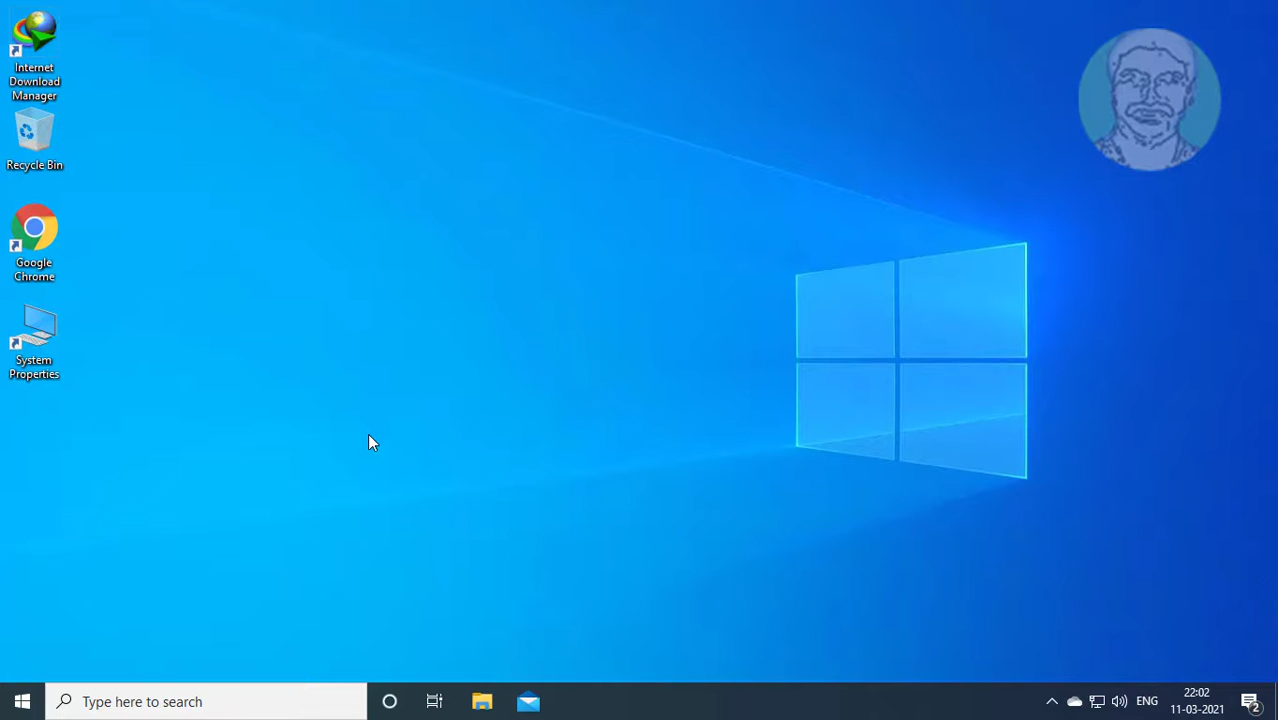 Internet
Download
Manager
Recycle Bin
Google
Chrome
System
Properties
Type here to search
ENG
22:02
11-03-2021
2